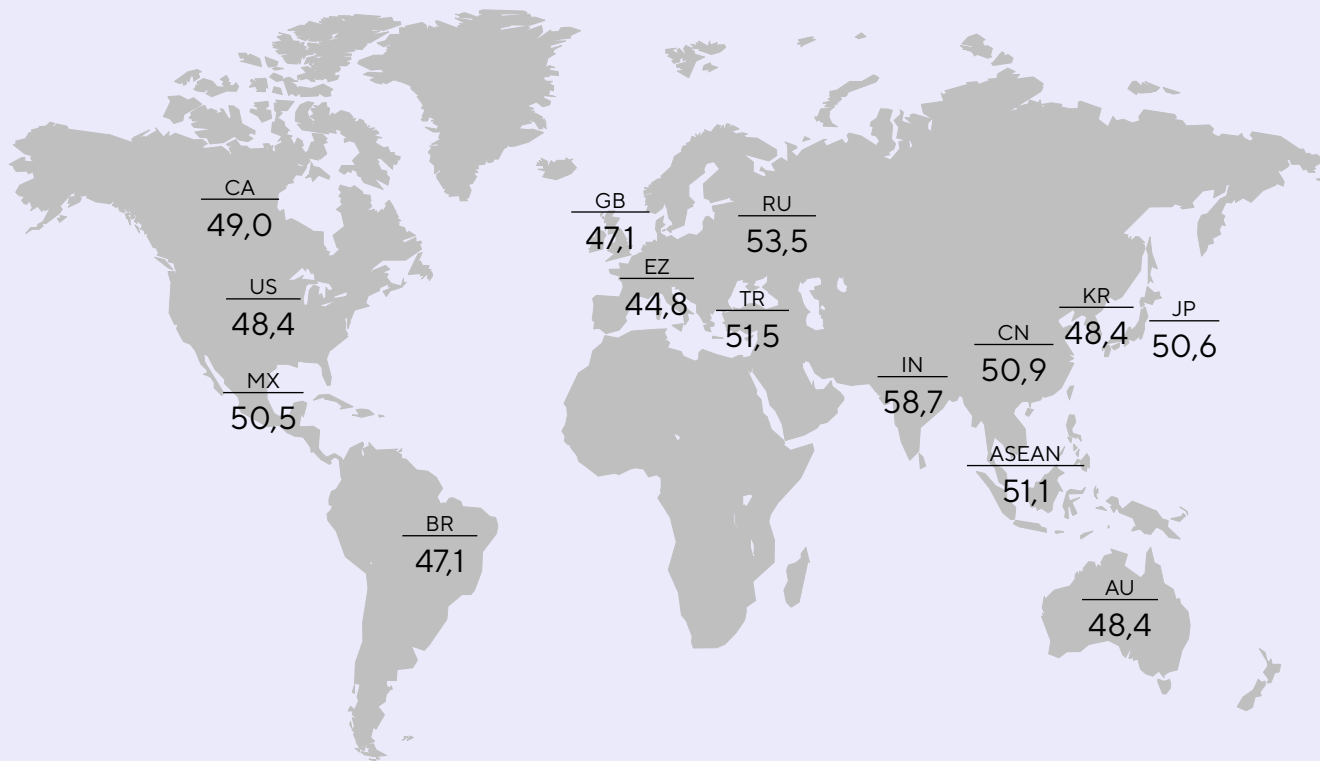 CA
49,0
GB
47,1
RU
53,5
EZ
44,8
US
48,4
TR
51,5
KR
48,4
JP
50,6
CN
50,9
IN
58,7
MX
50,5
ASEAN
51,1
BR
47,1
AU
48,4